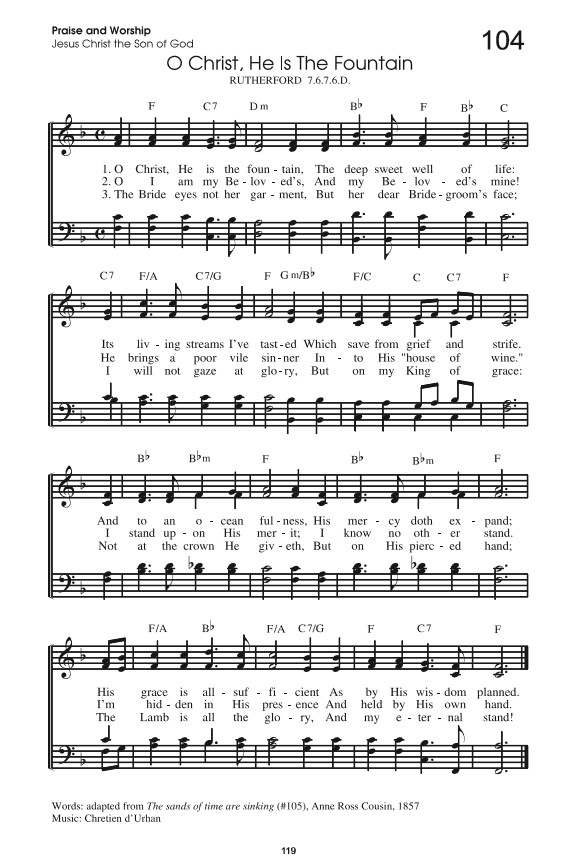 Praise and Worship
Jesus Christ the Son of God
104
O Christ, He Is The Fountain
RUTHERFORD 7.6.7.6.D.
F C7 Dm B♭ F B♭ C
1. O Christ, He is the foun - tain, The deep sweet well of life:
2. O I am my Be - lov - ed's, And my Be - lov - ed's mine!
3. The Bride eyes not her gar - ment, But her dear Bride - groom's face;
C7 F/A C7/G F Gm/B♭ F/C C C7 F
Its liv - ing streams I've tast - ed Which save from grief and strife.
He brings a poor vile sin - ner In - to His "house of wine."
I will not gaze at glo - ry, But on my King of grace:
B♭ B♭m F B♭ B♭m F
And to an o - cean ful - ness, His mer - cy doth ex - pand;
I stand up - on His mer - it; I know no oth - er stand.
Not at the crown He giv - eth, But on His pierc - ed hand;
F/A B♭ F F/A C7/G F C7 F
His grace is all - suf - fi - cient As by His wis - dom planned.
I'm hid - den in His pres - ence And held by His own hand.
The Lamb is all the glo - ry, And my e - ter - nal stand!
Words: adapted from The sands of time are sinking (#105), Anne Ross Cousin, 1857
Music: Chretien d'Urhan
119